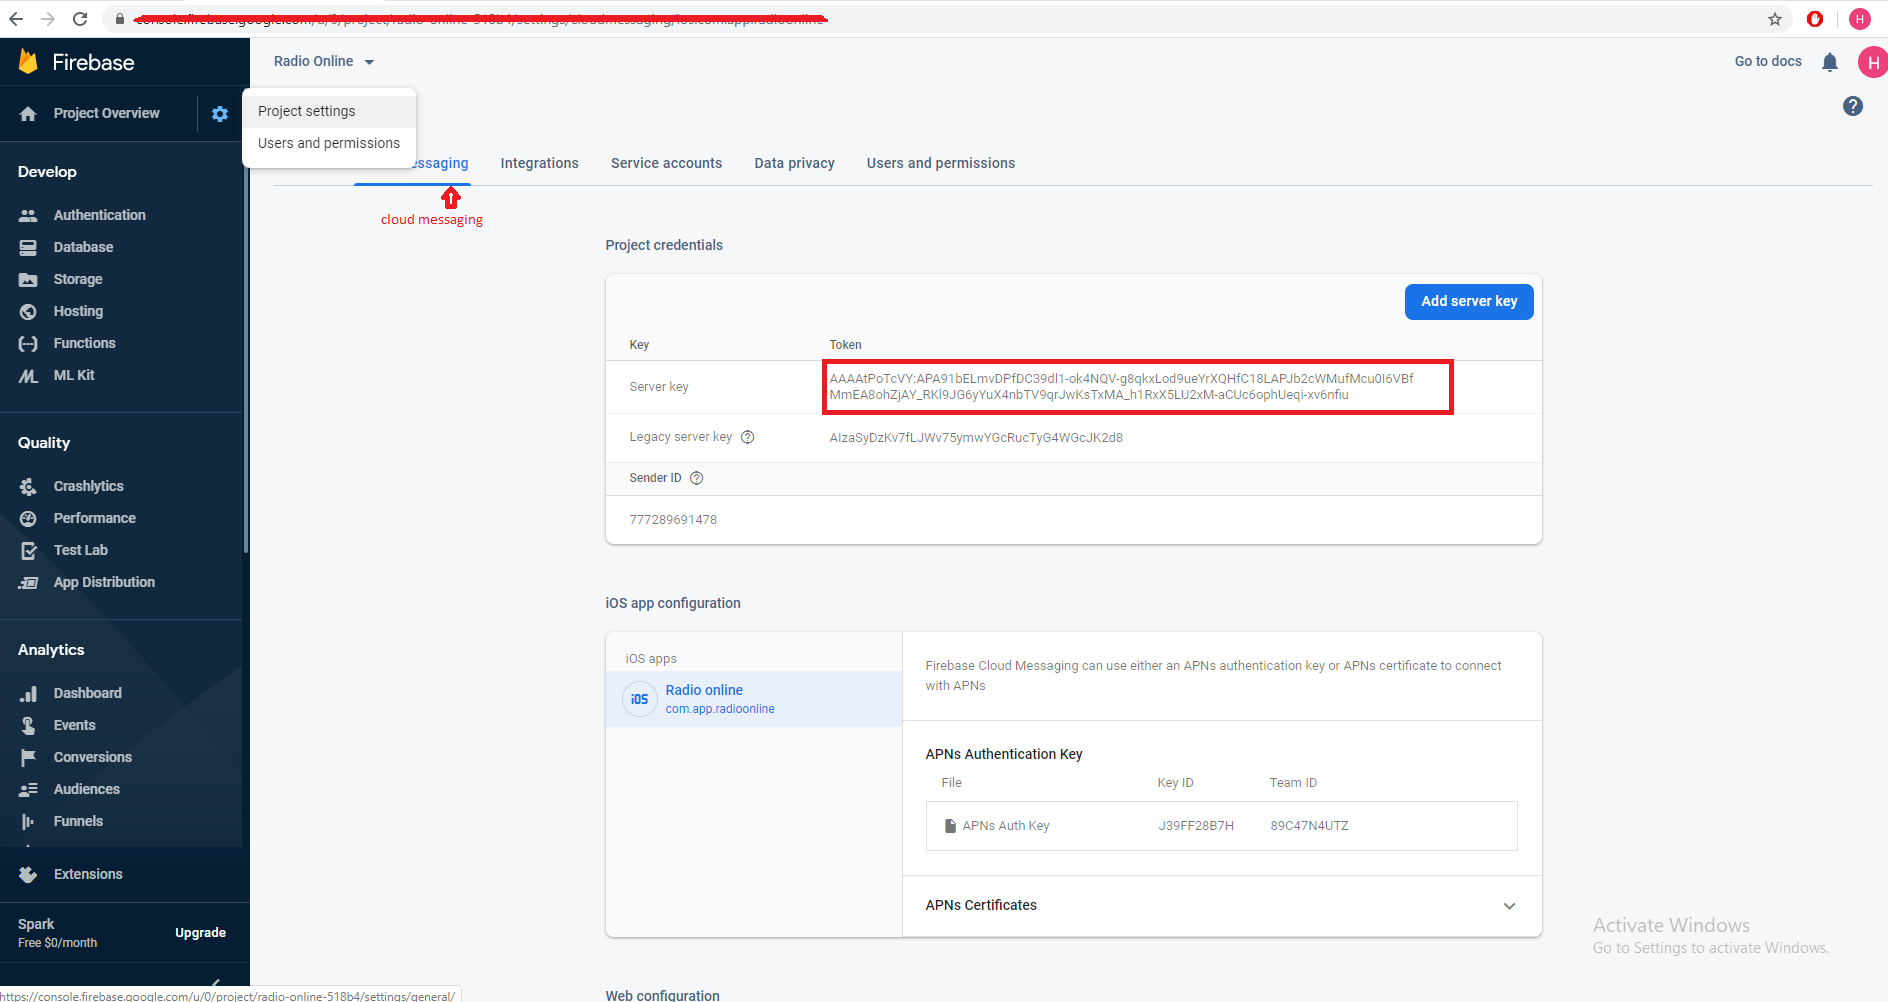 Firebase
Radio Online
Go to docs
H
H
Project Overview
Project settings
Users and permissions
Integrations
Service accounts
Data privacy
Users and permissions
cloud messaging
Develop
Authentication
Database
Storage
Hosting
Functions
ML Kit
Quality
Crashlytics
Performance
Test Lab
App Distribution
Analytics
Dashboard
Events
Conversions
Audiences
Funnels
Extensions
Spark
Free $0/month
Upgrade
Project credentials
Add server key
Key Token
Server key
AAAAtPoTcVY:APA91bELmvDPfDC39dl1-ok4NQV-g8qkxLod9ueYrXQHfC18LAPJb2cWMufMcu0I6VBf
MmEA8ohZjAY_RKl9JG6yYuX4nbTV9qrJwKsTxMA_h1RxX5LU2xM-aCUc6ophUeqi-xv6nfiu
Legacy server key AIzaSyDzKv7fLJWv75ymwYGcRucTyG4WGcJK2d8
Sender ID
777289691478
iOS app configuration
iOS apps
iOS
Radio online
com.app.radioonline
Firebase Cloud Messaging can use either an APNs authentication key or APNs certificate to connect
with APNs
APNs Authentication Key
File Key ID Team ID
APNs Auth Key J39FF28B7H 89C47N4UTZ
APNs Certificates
Activate Windows
Go to Settings to activate Windows.
Web configuration
https://console.firebase.google.com/u/0/project/radio-online-518b4/settings/general/